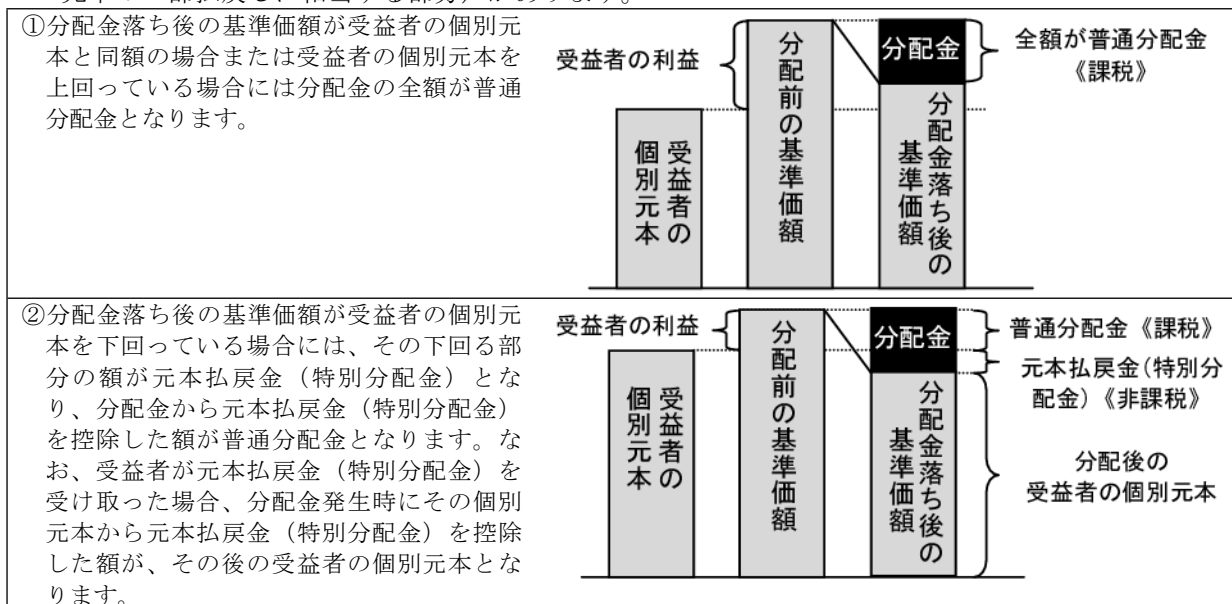 ①分配金落ち後の基準価額が受益者の個別元
本と同額の場合または受益者の個別元本を
上回っている場合には分配金の全額が普通
分配金となります。
受益者の利益
受益者の
個別元本
分配前の基準価額
分配金
分配金落ち後の
基準価額
全額が普通分配金
《課税》
②分配金落ち後の基準価額が受益者の個別元
本を下回っている場合には、その下回る部
分の額が元本払戻金（特別分配金）とな
り、分配金から元本払戻金（特別分配金）
を控除した額が普通分配金となります。な
お、受益者が元本払戻金（特別分配金）を
受け取った場合、分配金発生時にその個別
元本から元本払戻金（特別分配金）を控除
した額が、その後の受益者の個別元本とな
ります。
受益者の利益
受益者の
個別元本
分配前の基準価額
分配金
分配金落ち後の
基準価額
普通分配金《課税》
元本払戻金(特別分
配金)《非課税》
分配後の
受益者の個別元本